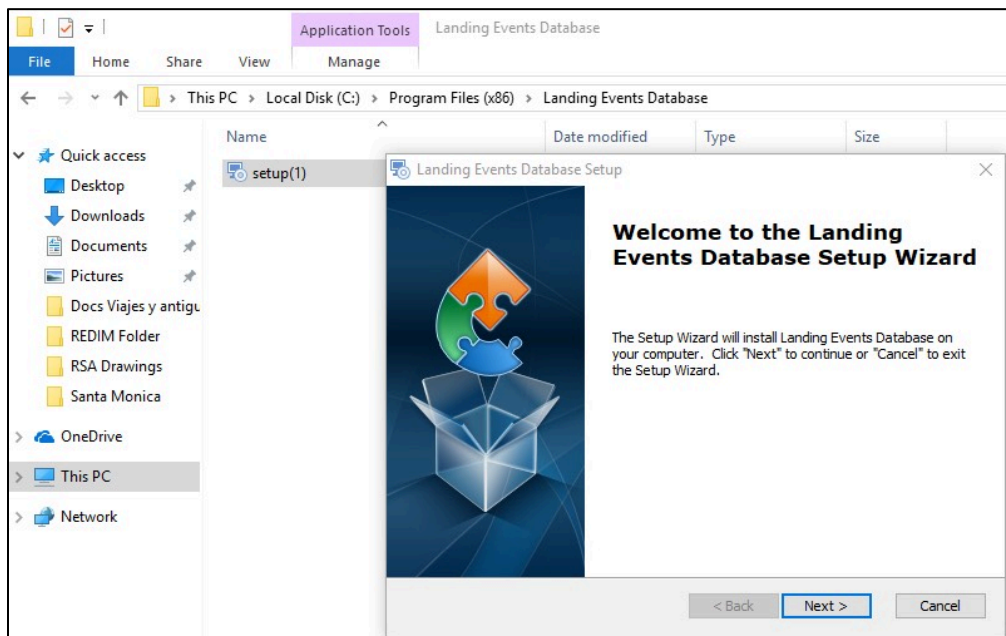 Application Tools Landing Events Database
File Home Share View Manage
This PC > Local Disk (C:) > Program Files (x86) > Landing Events Database
Name Date modified Type Size
Quick access
Desktop
Downloads
Documents
Pictures
Docs Viajes y antigu
REDIM Folder
RSA Drawings
Santa Monica
OneDrive
This PC
Network
setup(1)
Landing Events Database Setup
Welcome to the Landing
Events Database Setup Wizard
The Setup Wizard will install Landing Events Database on
your computer. Click "Next" to continue or "Cancel" to exit
the Setup Wizard.
< Back Next > Cancel